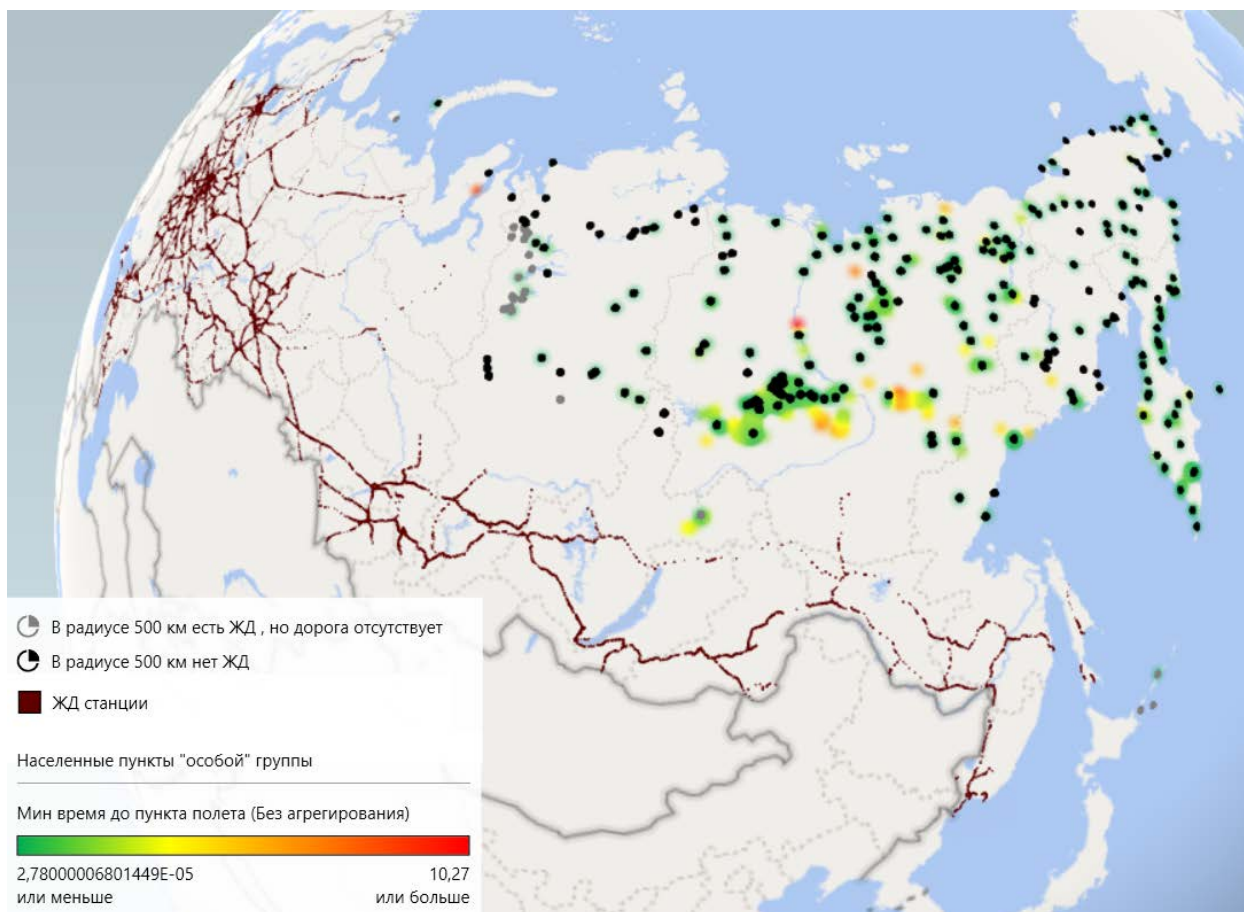 В радиусе 500 км есть ЖД , но дорога отсутствует
В радиусе 500 км нет ЖД
ЖД станции
Населенные пункты "особой" группы
Мин время до пункта полета (Без агрегирования)
2,78000006801449E-05
или меньше
10,27
или больше